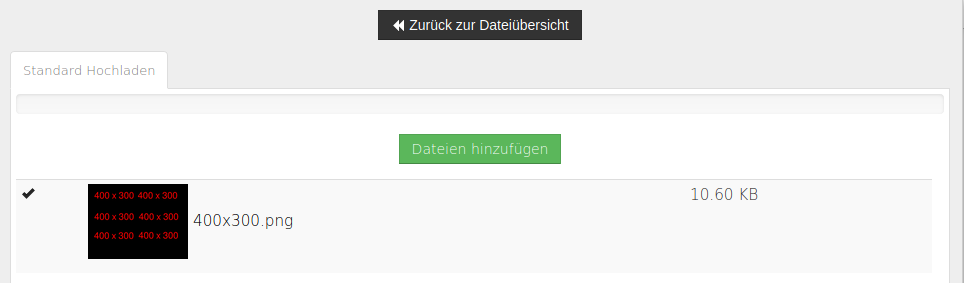 Zurück zur Dateiübersicht
Standard Hochladen
Dateien hinzufügen
400 x 300 400 x 300
400 x 300 400 x 300
400 x 300 400 x 300
400x300.png
10.60 KB